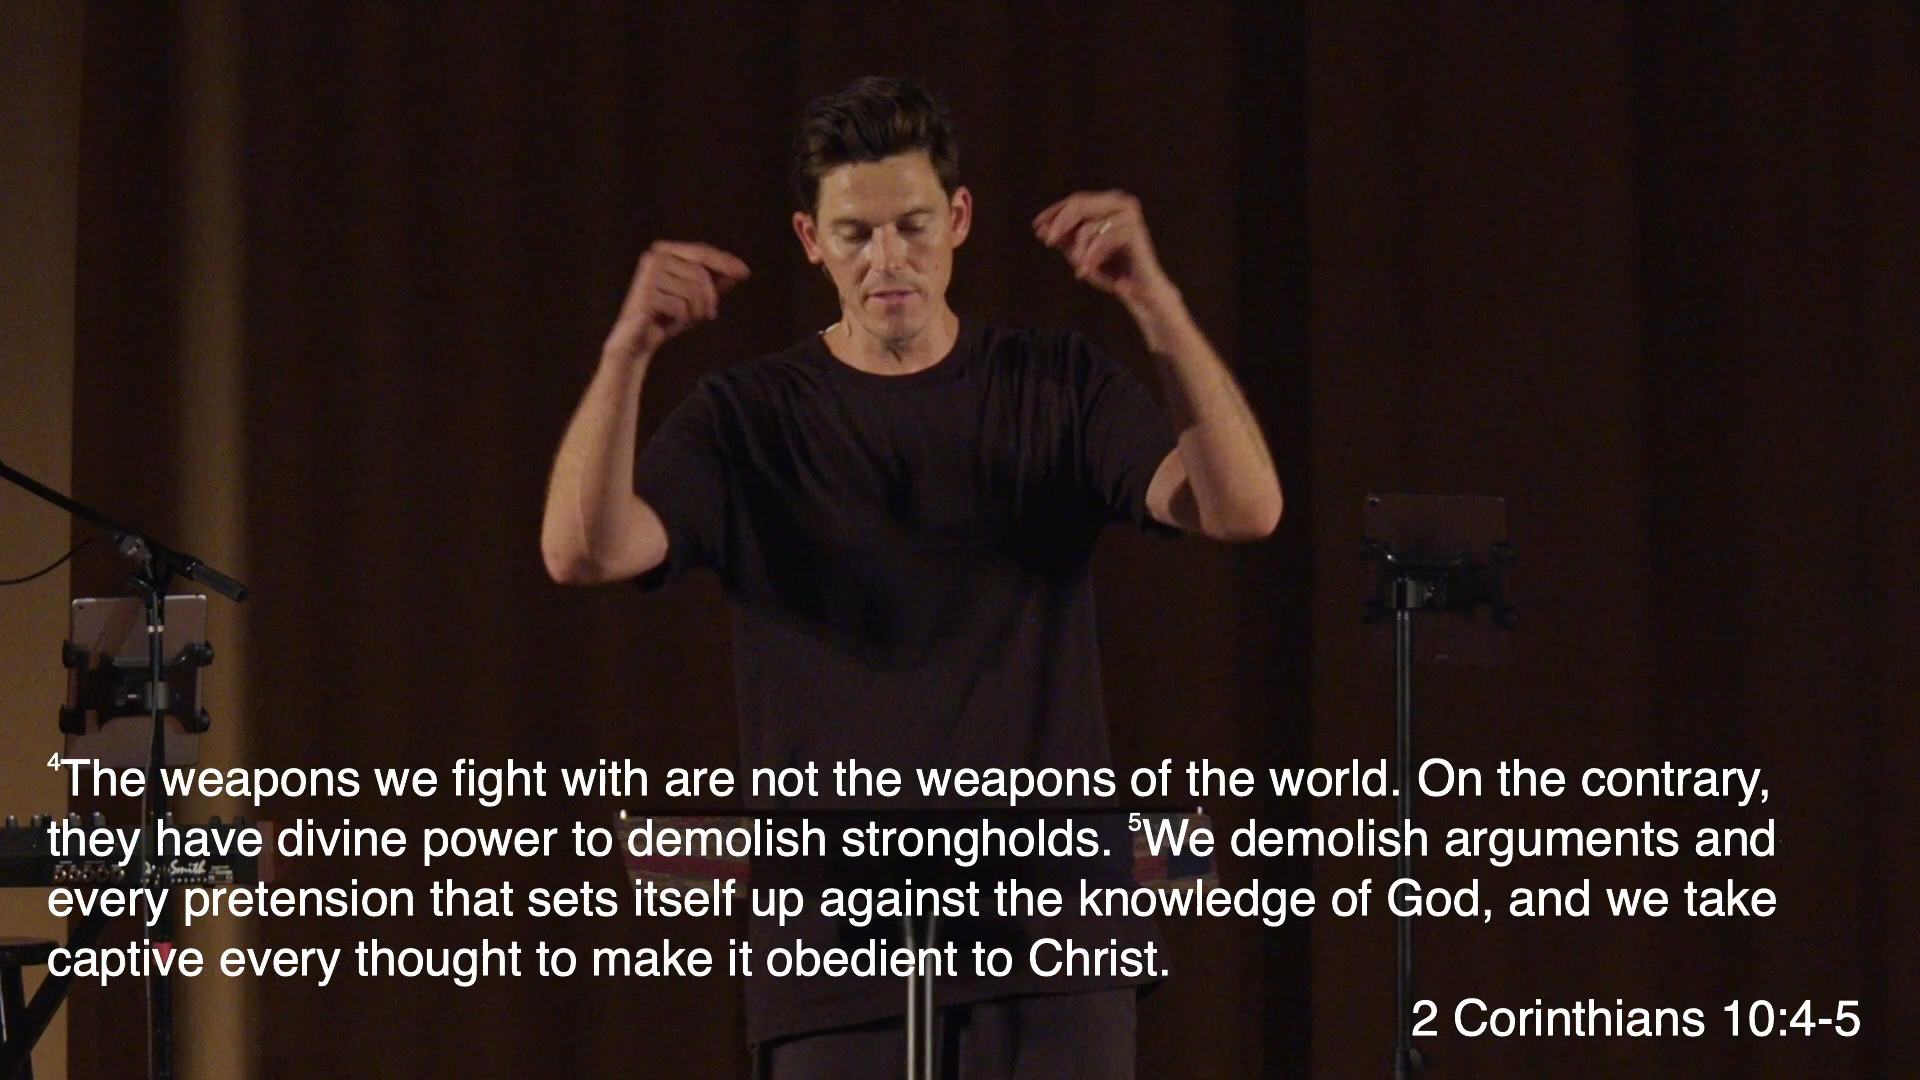 ⁴The weapons we fight with are not the weapons of the world. On the contrary,
they have divine power to demolish strongholds. ⁵We demolish arguments and
every pretension that sets itself up against the knowledge of God, and we take
captive every thought to make it obedient to Christ.
2 Corinthians 10:4-5
Smith